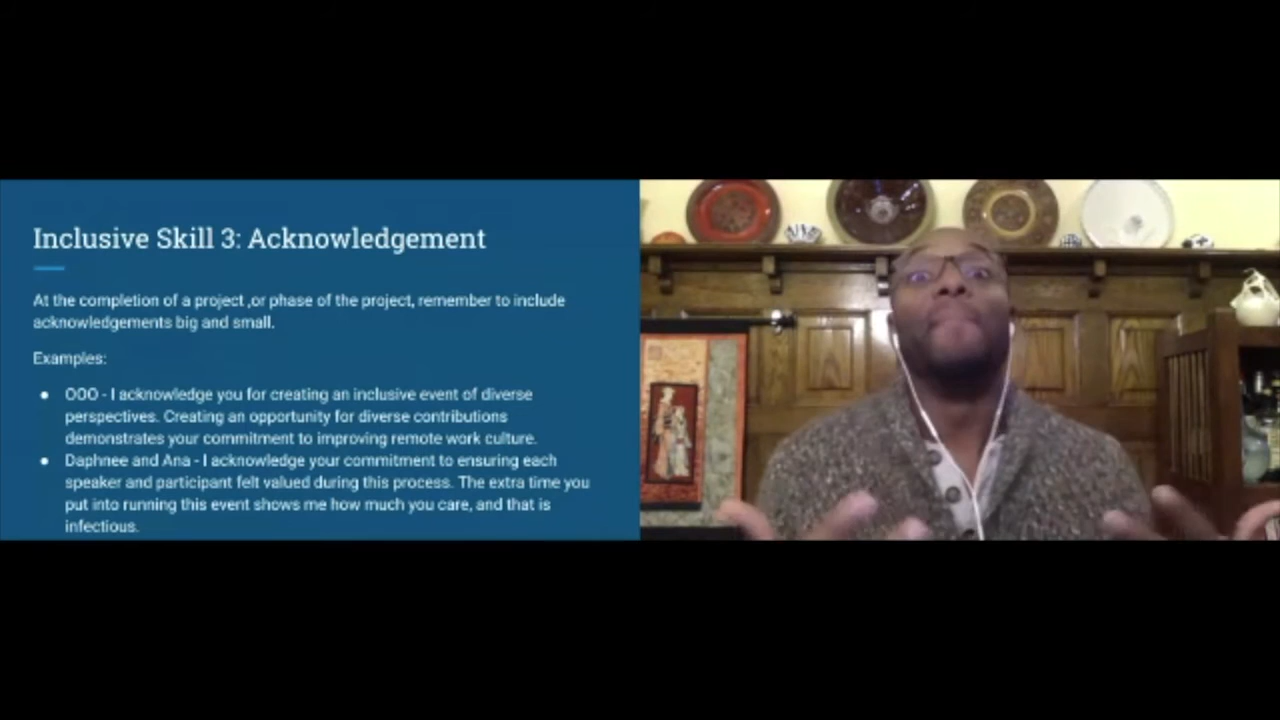 Inclusive Skill 3: Acknowledgement
At the completion of a project ,or phase of the project, remember to include
acknowledgements big and small.
Examples:
● OOO - I acknowledge you for creating an inclusive event of diverse
perspectives. Creating an opportunity for diverse contributions
demonstrates your commitment to improving remote work culture.
● Daphnee and Ana - I acknowledge your commitment to ensuring each
speaker and participant felt valued during this process. The extra time you
put into running this event shows me how much you care, and that is
infectious.